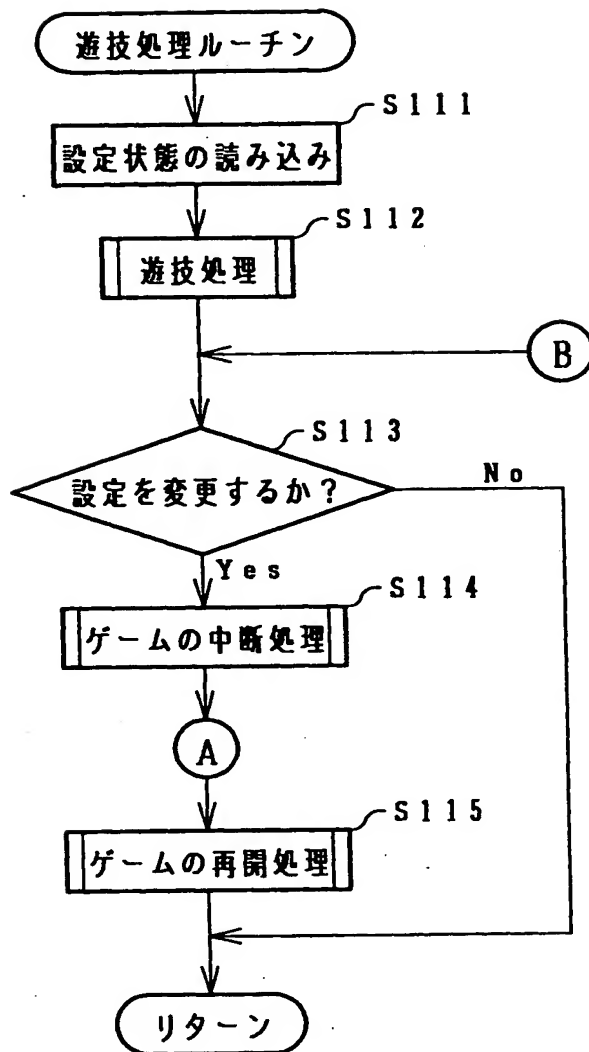 遊技処理ルーチン
S111
設定状態の読み込み
S112
遊技処理
B
S113
設定を変更するか？
No
Yes
S114
ゲームの中断処理
A
S115
ゲームの再開処理
リターン